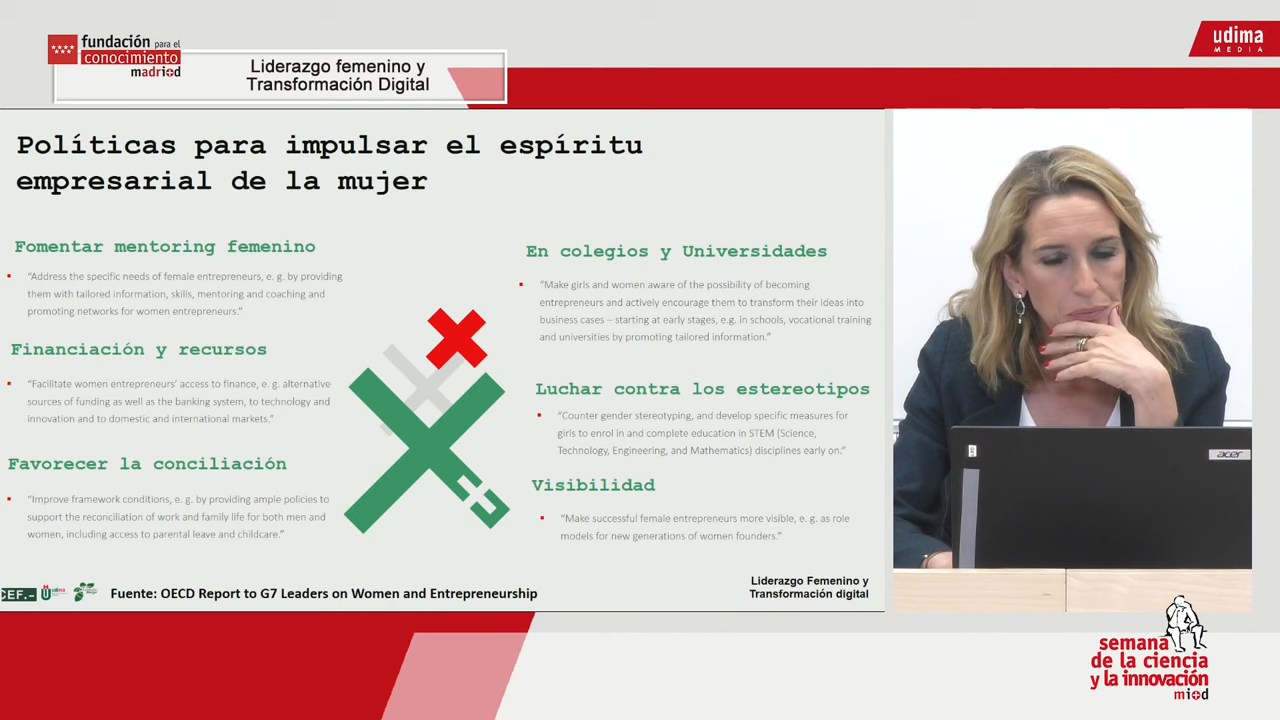 fundación para el
conocimiento
madri+d
Liderazgo femenino y
Transformación Digital
udima
MEDIA
Políticas para impulsar el espíritu
empresarial de la mujer
Fomentar mentoring femenino
“Address the specific needs of female entrepreneurs, e. g. by providing
them with tailored information, skills, mentoring and coaching and
promoting networks for women entrepreneurs.”
Financiación y recursos
“Facilitate women entrepreneurs’ access to finance, e. g. alternative
sources of funding as well as the banking system, to technology and
innovation and to domestic and international markets.”
Favorecer la conciliación
“Improve framework conditions, e. g. by providing ample policies to
support the reconciliation of work and family life for both men and
women, including access to parental leave and childcare.”
En colegios y Universidades
“Make girls and women aware of the possibility of becoming
entrepreneurs and actively encourage them to transform their ideas into
business cases – starting at early stages, e.g. in schools, vocational training
and universities by promoting tailored information.”
Luchar contra los estereotipos
“Counter gender stereotyping, and develop specific measures for
girls to enrol in and complete education in STEM (Science,
Technology, Engineering, and Mathematics) disciplines early on.”
Visibilidad
“Make successful female entrepreneurs more visible, e. g. as role
models for new generations of women founders.”
CEF.-
udima
Fuente: OECD Report to G7 Leaders on Women and Entrepreneurship
Liderazgo Femenino y
Transformación digital
acer
semana
de la ciencia
y la innovación
mi+d